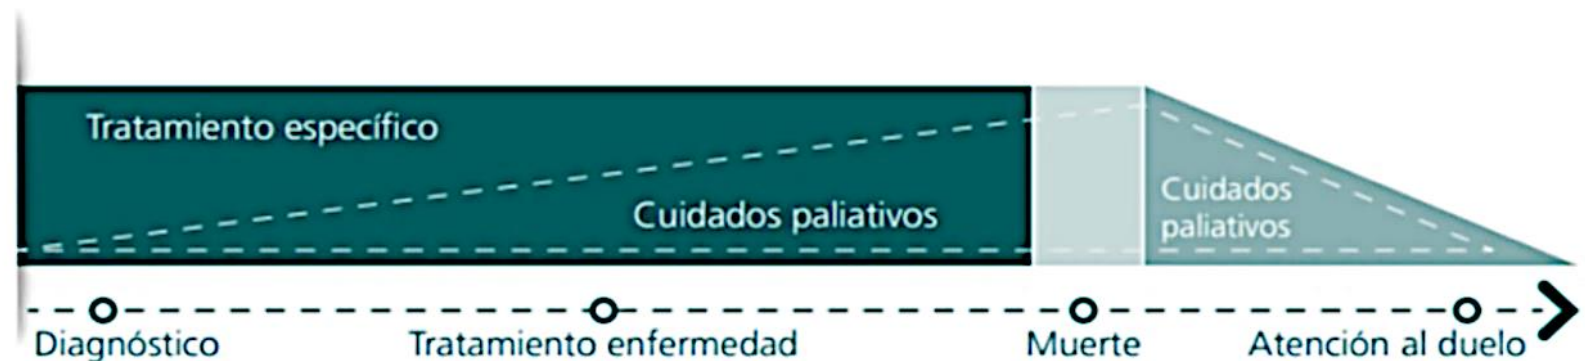 Tratamiento específico
Cuidados paliativos
Cuidados
paliativos
Diagnóstico
Tratamiento enfermedad
Muerte
Atención al duelo